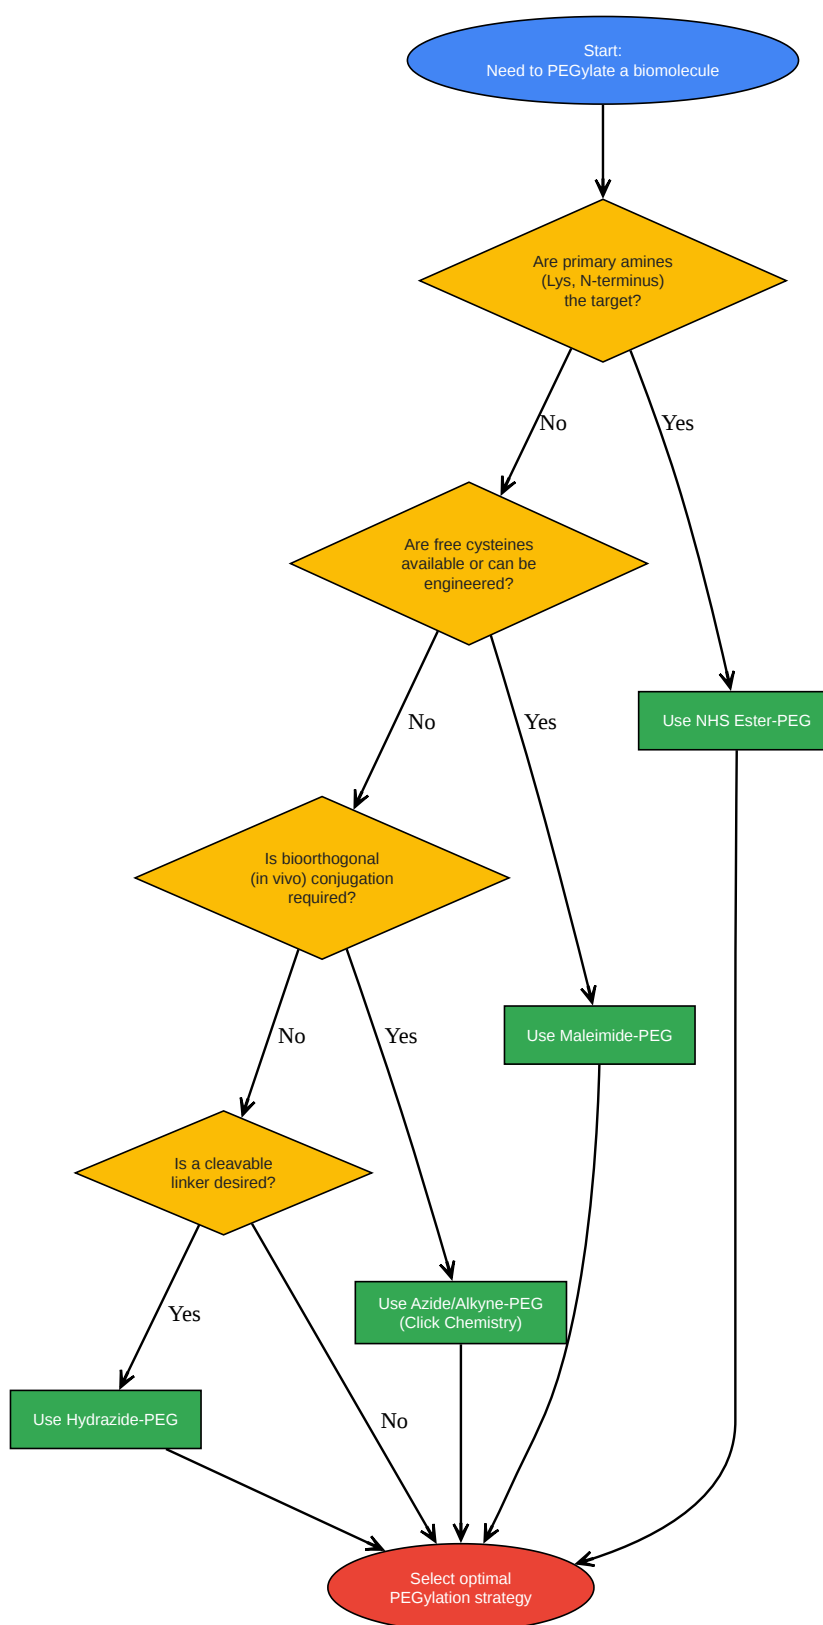 Start:
Need to PEGylate a biomolecule
Are primary amines
(Lys, N-terminus)
the target?
No
Yes
Are free cysteines
available or can be
engineered?
No
Yes
Use NHS Ester-PEG
Is bioorthogonal
(in vivo) conjugation
required?
No
Yes
Use Maleimide-PEG
Is a cleavable
linker desired?
Yes
No
Use Azide/Alkyne-PEG
(Click Chemistry)
Use Hydrazide-PEG
Select optimal
PEGylation strategy